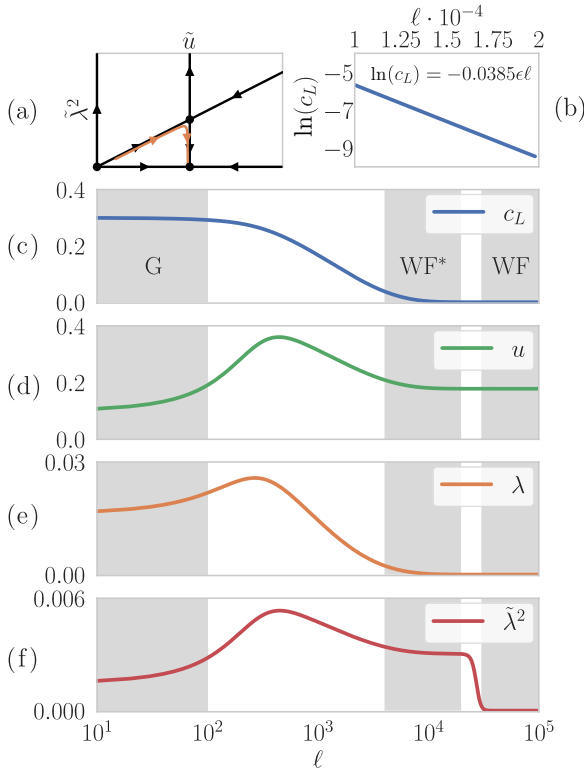 ũ
ℓ · 10⁻⁴
1 1.25 1.5 1.75 2
(a)
λ̃²
ln(c_L)
−5
−7
−9
ln(c_L) = −0.0385ϵℓ
(b)
(c)
0.4
0.2
0.0
G
WF*
WF
c_L
(d)
0.4
0.2
0.0
u
(e)
0.03
0.00
λ
(f)
0.006
0.000
λ̃²
10¹ 10² 10³ 10⁴ 10⁵
ℓ